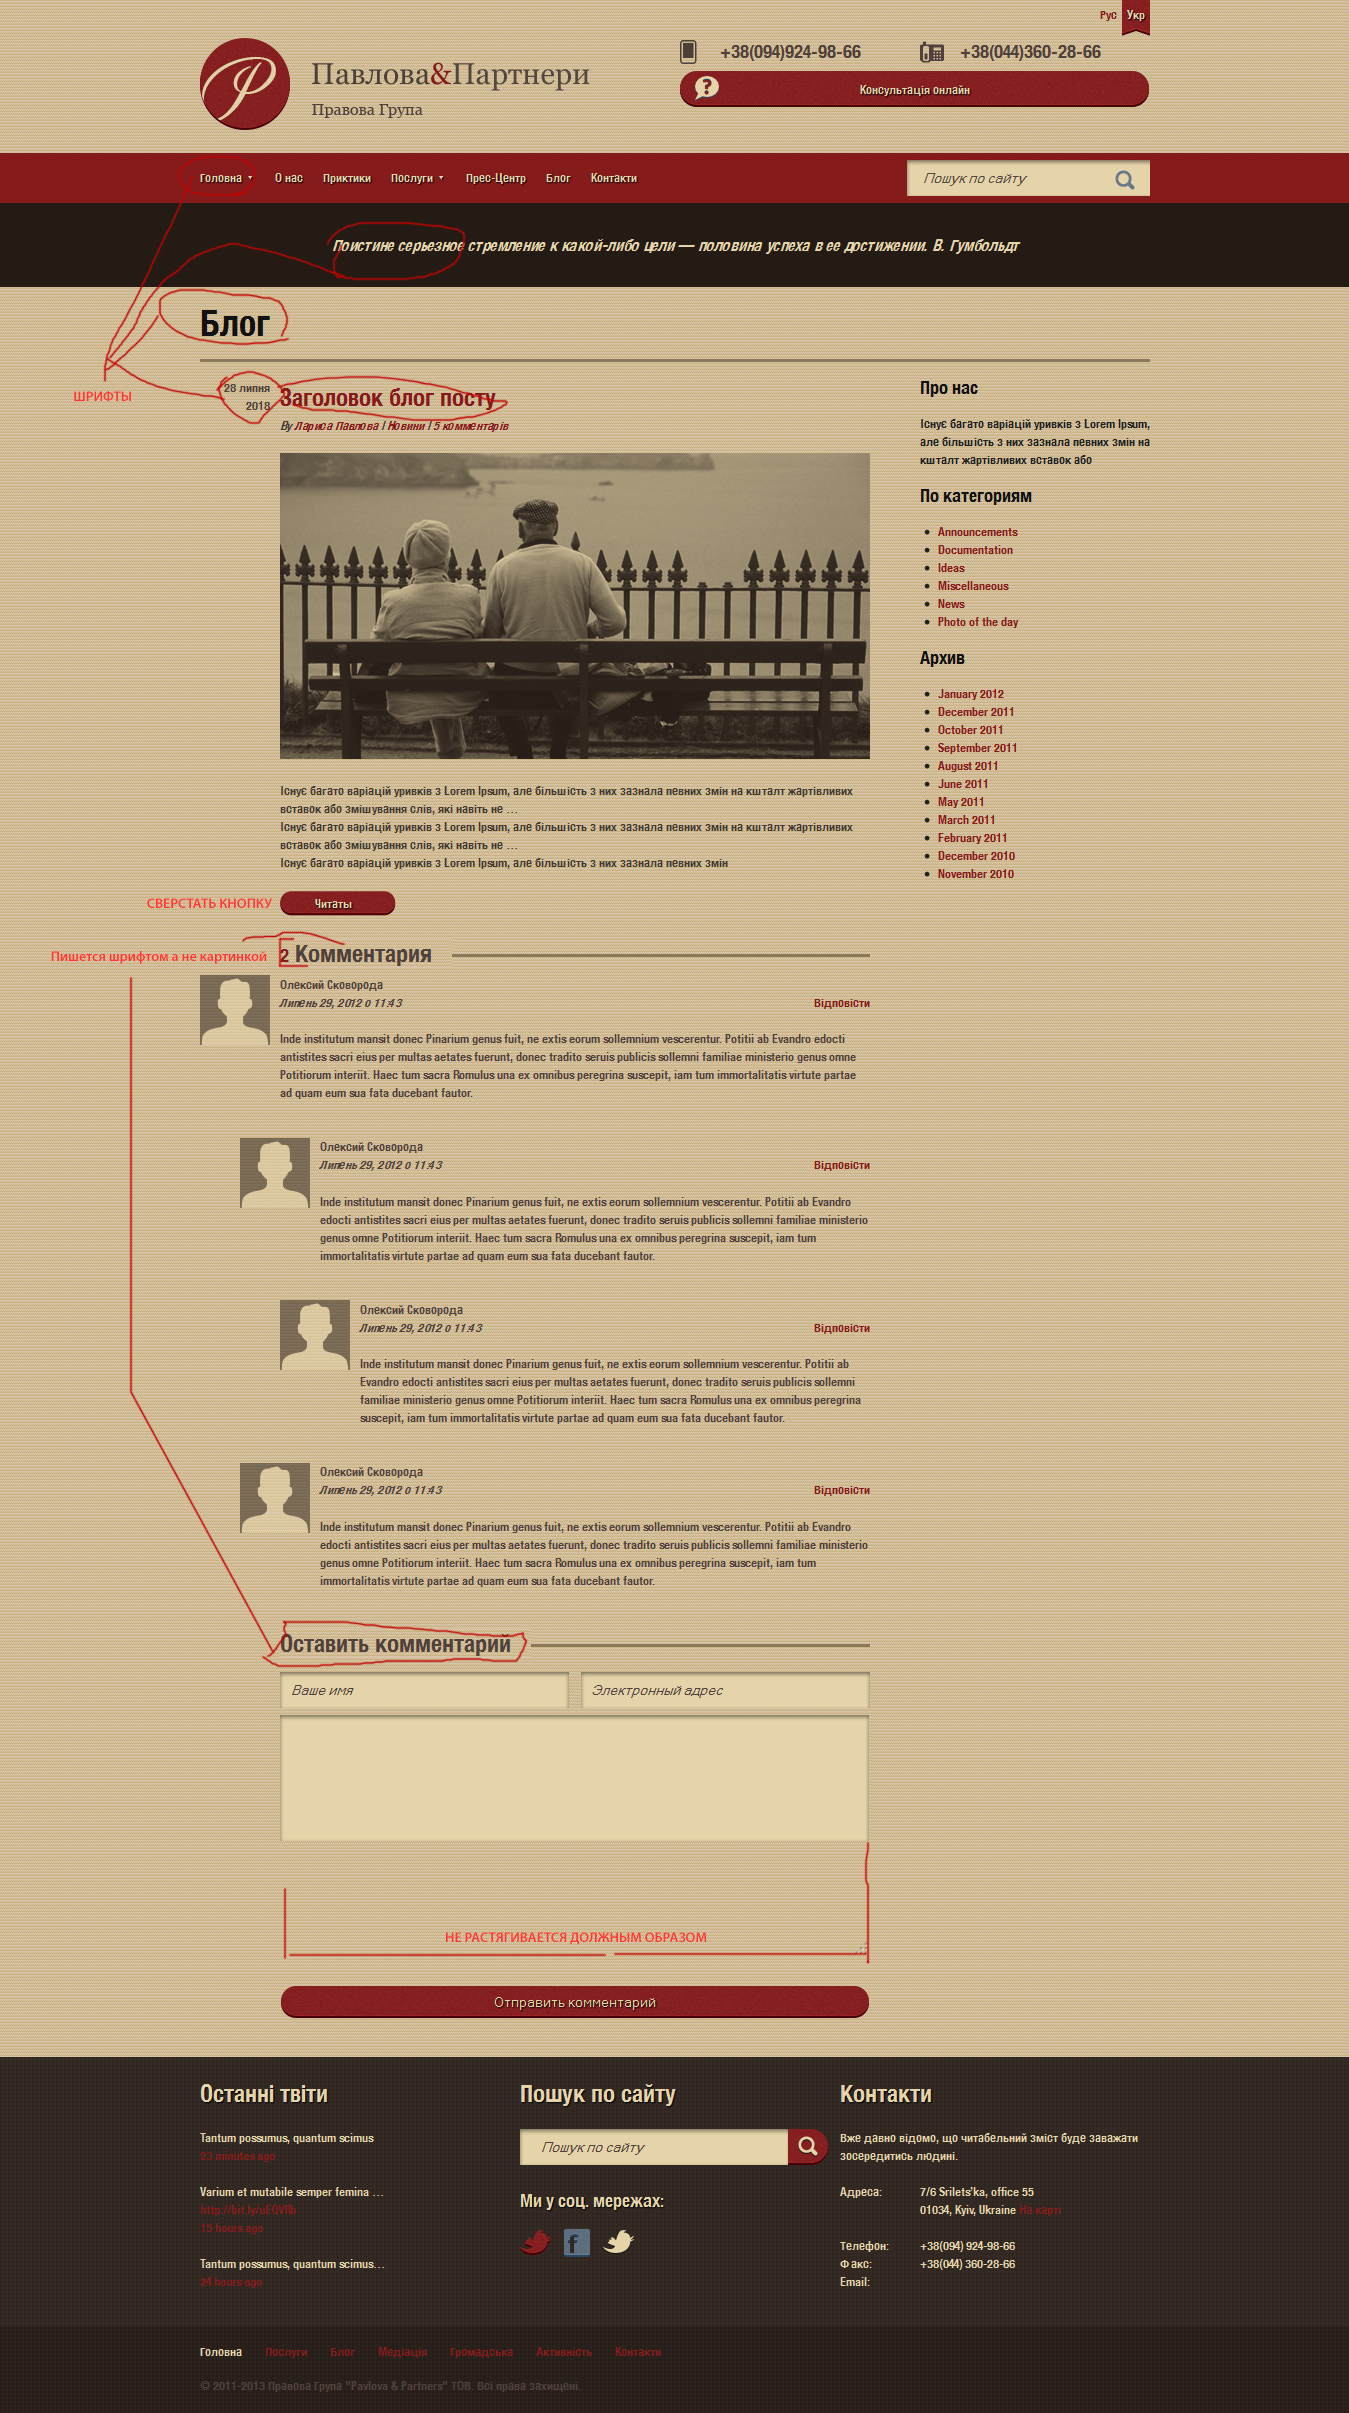 Рус Укр
+38(094)924-98-66 +38(044)360-28-66
Павлова&Партнери
Правова Група
Консультація онлайн
Головна О нас Приктики Послуги Прес-Центр Блог Контакти
Пошук по сайту
Поистине серьезное стремление к какой-либо цели — половина успеха в ее достижении. В. Гумбольдт
Блог
ШРИФТЫ
28 липня
2018
Заголовок блог посту
By Лариса Павлова | Новини | 5 комментарів
Існує багато варіацій уривків з Lorem Ipsum, але більшість з них зазнала певних змін на кшталт жартівливих
вставок або змішування слів, які навіть не …
Існує багато варіацій уривків з Lorem Ipsum, але більшість з них зазнала певних змін на кшталт жартівливих
вставок або змішування слів, які навіть не …
Існує багато варіацій уривків з Lorem Ipsum, але більшість з них зазнала певних змін
СВЕРСТАТЬ КНОПКУ
Читаты
Про нас
Існує багато варіацій уривків з Lorem Ipsum,
але більшість з них зазнала певних змін на
кшталт жартівливих вставок або
По категориям
Announcements
Documentation
Ideas
Miscellaneous
News
Photo of the day
Архив
January 2012
December 2011
October 2011
September 2011
August 2011
June 2011
May 2011
March 2011
February 2011
December 2010
November 2010
Пишется шрифтом а не картинкой
2 Комментария
Олексий Сковорода
Липень 29, 2012 о 11:43 Відповісти
Inde institutum mansit donec Pinarium genus fuit, ne extis eorum sollemnium vescerentur. Potitii ab Evandro edocti
antistites sacri eius per multas aetates fuerunt, donec tradito seruis publicis sollemni familiae ministerio genus omne
Potitiorum interiit. Haec tum sacra Romulus una ex omnibus peregrina suscepit, iam tum immortalitatis virtute partae
ad quam eum sua fata ducebant fautor.
Олексий Сковорода
Липень 29, 2012 о 11:43 Відповісти
Inde institutum mansit donec Pinarium genus fuit, ne extis eorum sollemnium vescerentur. Potitii ab Evandro
edocti antistites sacri eius per multas aetates fuerunt, donec tradito seruis publicis sollemni familiae ministerio
genus omne Potitiorum interiit. Haec tum sacra Romulus una ex omnibus peregrina suscepit, iam tum
immortalitatis virtute partae ad quam eum sua fata ducebant fautor.
Олексий Сковорода
Липень 29, 2012 о 11:43 Відповісти
Inde institutum mansit donec Pinarium genus fuit, ne extis eorum sollemnium vescerentur. Potitii ab
Evandro edocti antistites sacri eius per multas aetates fuerunt, donec tradito seruis publicis sollemni
familiae ministerio genus omne Potitiorum interiit. Haec tum sacra Romulus una ex omnibus peregrina
suscepit, iam tum immortalitatis virtute partae ad quam eum sua fata ducebant fautor.
Олексий Сковорода
Липень 29, 2012 о 11:43 Відповісти
Inde institutum mansit donec Pinarium genus fuit, ne extis eorum sollemnium vescerentur. Potitii ab Evandro
edocti antistites sacri eius per multas aetates fuerunt, donec tradito seruis publicis sollemni familiae ministerio
genus omne Potitiorum interiit. Haec tum sacra Romulus una ex omnibus peregrina suscepit, iam tum
immortalitatis virtute partae ad quam eum sua fata ducebant fautor.
Оставить комментарий
Ваше имя Электронный адрес
НЕ РАСТЯГИВАЕТСЯ ДОЛЖНЫМ ОБРАЗОМ
Отправить комментарий
Останні твіти
Tantum possumus, quantum scimus
23 minutes ago
Varium et mutabile semper femina …
15 hours ago
Tantum possumus, quantum scimus…
24 hours ago
Пошук по сайту
Пошук по сайту
Ми у соц. мережах:
Контакти
Вже давно відомо, що читабельний зміст буде заважати
зосередитись людині.
Адреса: 7/6 Srilets'ka, office 55
01034, Kyiv, Ukraine На карті
Телефон: +38(094) 924-98-66
Факс: +38(044) 360-28-66
Email:
Головна Послуги Блог Медіація Громадська Активність Контакти
© 2011-2013 Правова Група "Pavlova & Partners" ТОВ. Всі права захищені.